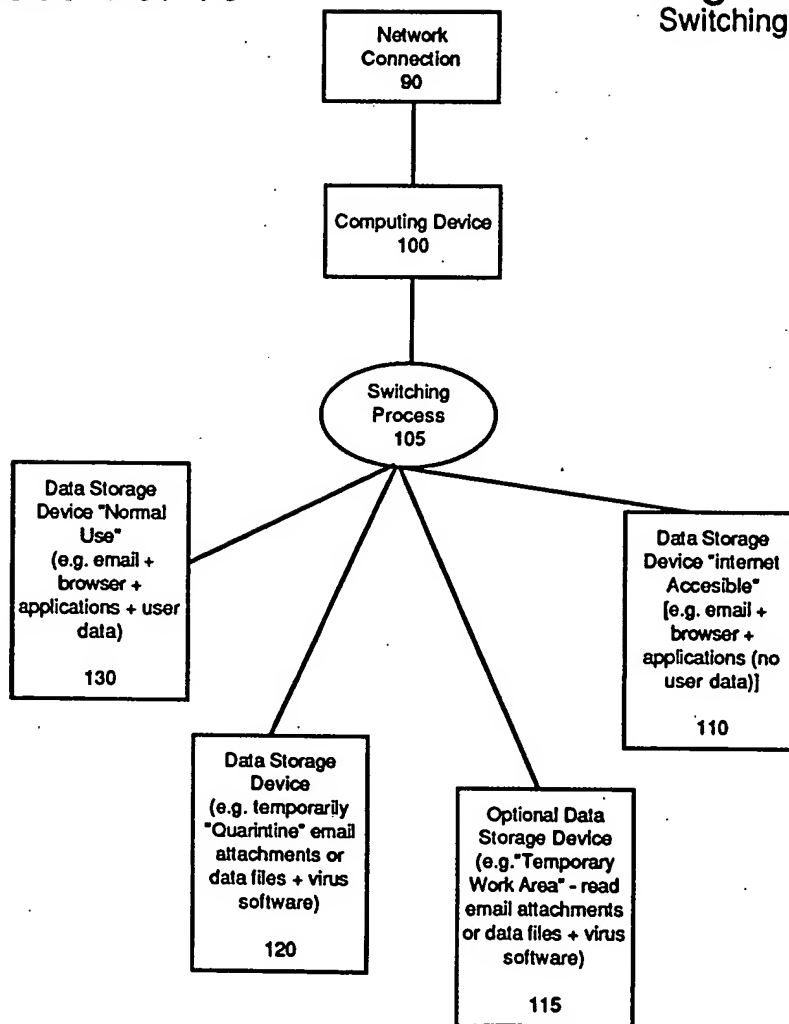 Switching
Network
Connection
90
Computing Device
100
Switching
Process
105
Data Storage
Device "Normal
Use"
(e.g. email +
browser +
applications + user
data)
130
Data Storage
Device "internet
Accesible"
[e.g. email +
browser +
applications (no
user data)]
110
Data Storage
Device
(e.g. temporarily
"Quarintine" email
attachments or
data files + virus
software)
120
Optional Data
Storage Device
(e.g."Temporary
Work Area" - read
email attachments
or data files + virus
software)
115